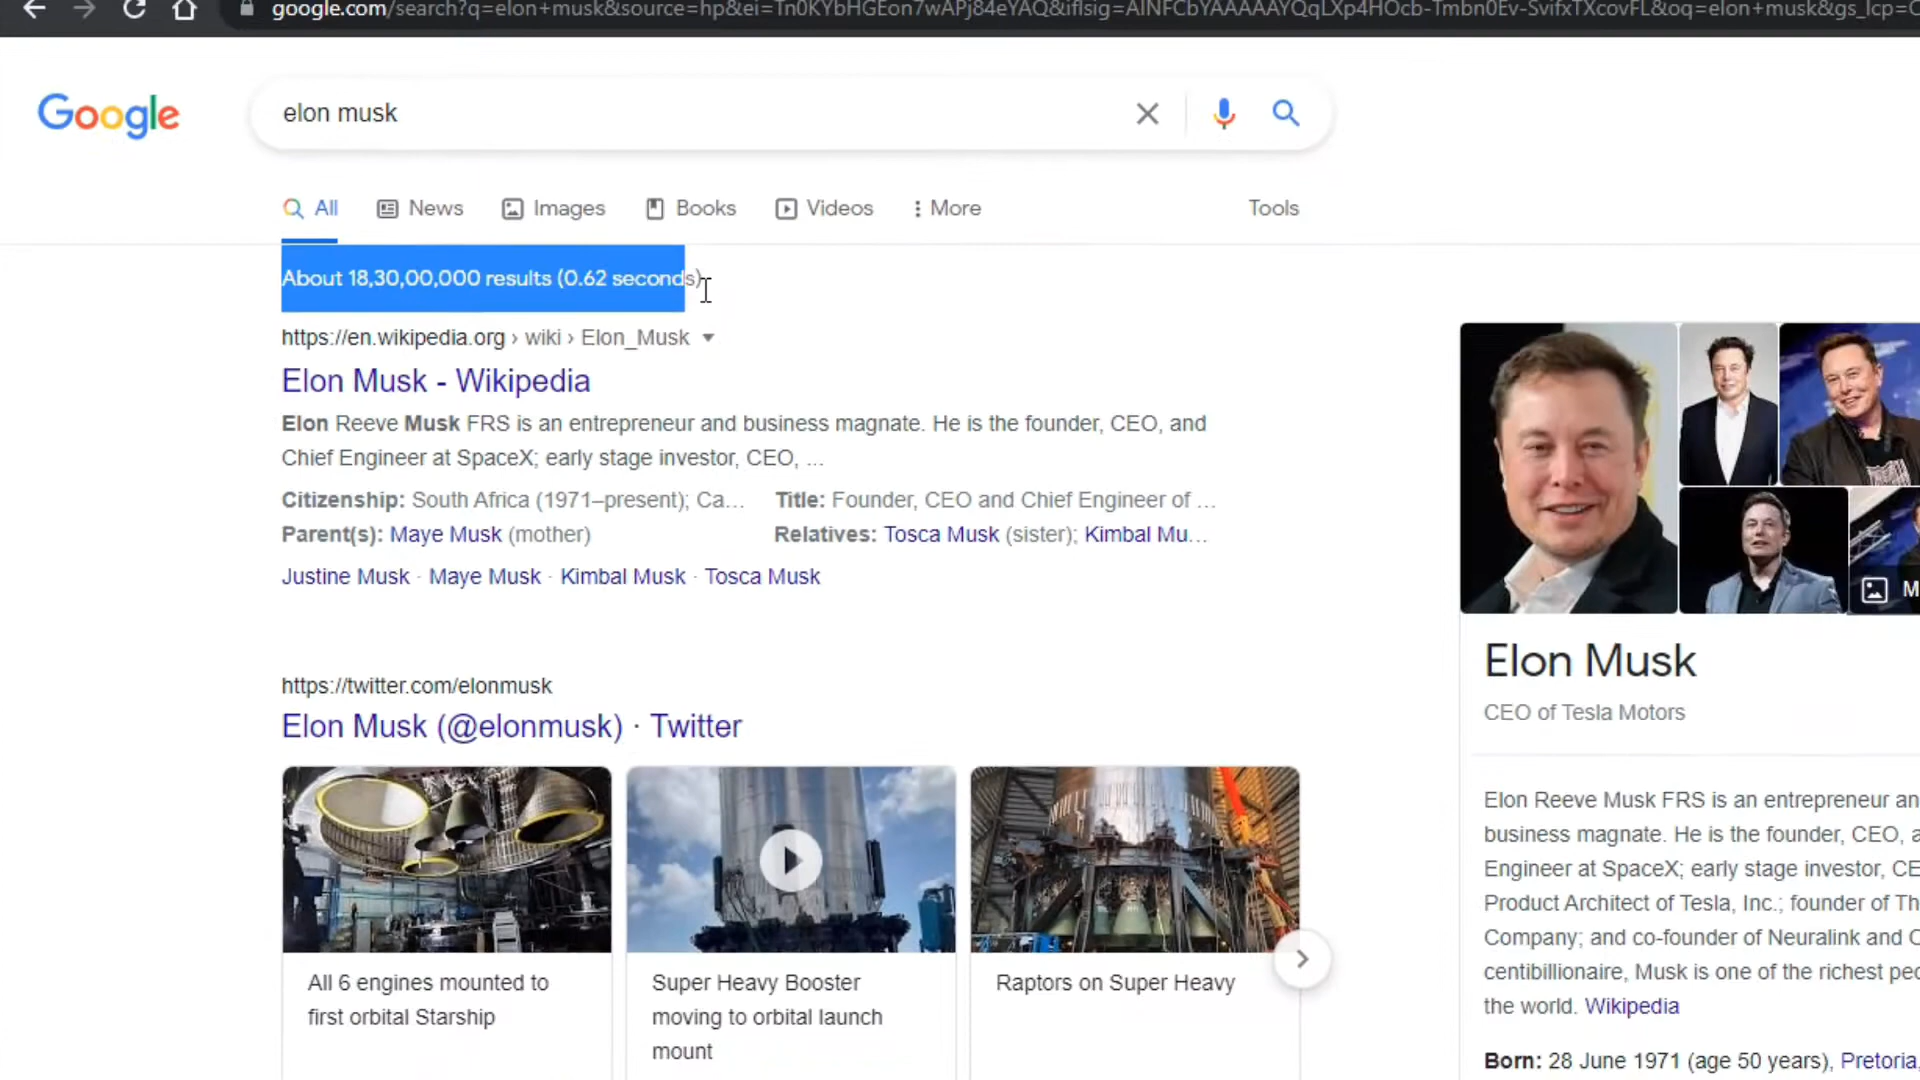 google.com/search?q=elon+musk&source=hp&ei=Tn0KYbHGEon7wAPj84eYAQ&iflsig=AINFCbYAAAAAYQqLXp4HOcb-Tmbn0Ev-SvifxTXcovFL&oq=elon+musk&gs_lcp=C
Google
elon musk
All News Images Books Videos More Tools
About 18,30,00,000 results (0.62 seconds)
https://en.wikipedia.org › wiki › Elon_Musk
Elon Musk - Wikipedia
Elon Reeve Musk FRS is an entrepreneur and business magnate. He is the founder, CEO, and
Chief Engineer at SpaceX; early stage investor, CEO, ...
Citizenship: South Africa (1971–present); Ca... Title: Founder, CEO and Chief Engineer of ...
Parent(s): Maye Musk (mother) Relatives: Tosca Musk (sister); Kimbal Mu...
Justine Musk · Maye Musk · Kimbal Musk · Tosca Musk
https://twitter.com/elonmusk
Elon Musk (@elonmusk) · Twitter
All 6 engines mounted to
first orbital Starship
Super Heavy Booster
moving to orbital launch
mount
Raptors on Super Heavy
M
Elon Musk
CEO of Tesla Motors
Elon Reeve Musk FRS is an entrepreneur an
business magnate. He is the founder, CEO, a
Engineer at SpaceX; early stage investor, CE
Product Architect of Tesla, Inc.; founder of Th
Company; and co-founder of Neuralink and O
centibillionaire, Musk is one of the richest peo
the world. Wikipedia
Born: 28 June 1971 (age 50 years), Pretoria,